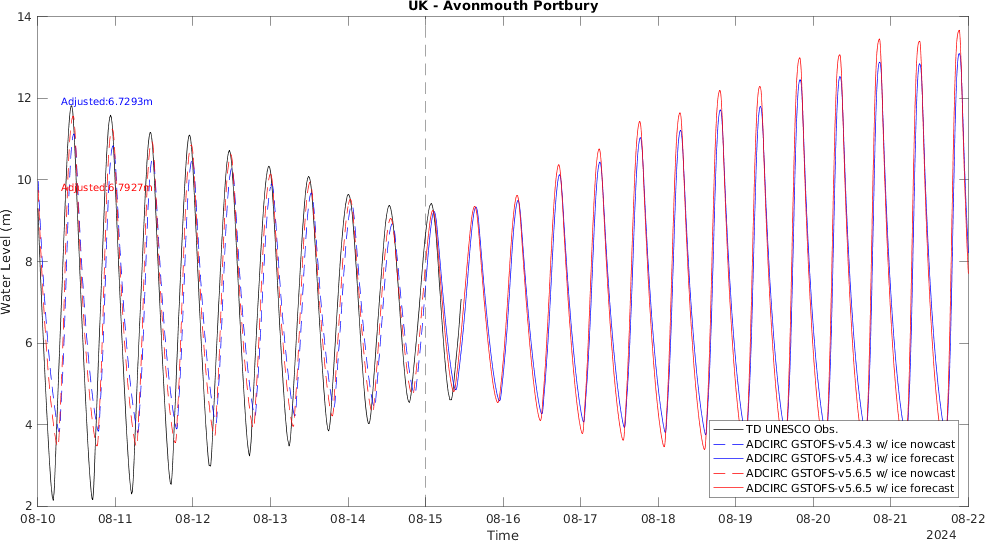 UK - Avonmouth Portbury
14
12
10
8
6
4
2
Water Level (m)
Adjusted:6.7293m
Adjusted:6.7927m
TD UNESCO Obs.
ADCIRC GSTOFS-v5.4.3 w/ ice nowcast
ADCIRC GSTOFS-v5.4.3 w/ ice forecast
ADCIRC GSTOFS-v5.6.5 w/ ice nowcast
ADCIRC GSTOFS-v5.6.5 w/ ice forecast
08-10 08-11 08-12 08-13 08-14 08-15 08-16 08-17 08-18 08-19 08-20 08-21 08-22
Time
2024